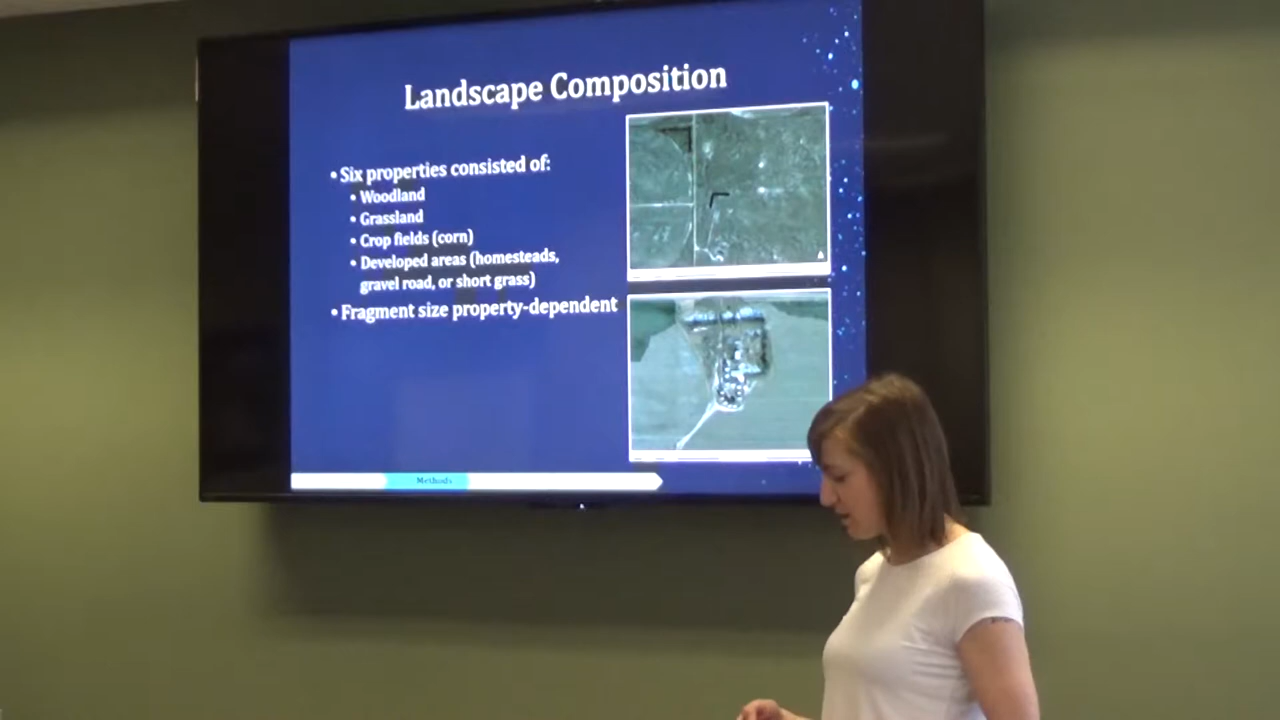 Landscape Composition
• Six properties consisted of:
• Woodland
• Grassland
• Crop fields (corn)
• Developed areas (homesteads,
gravel road, or short grass)
• Fragment size property-dependent
Methods